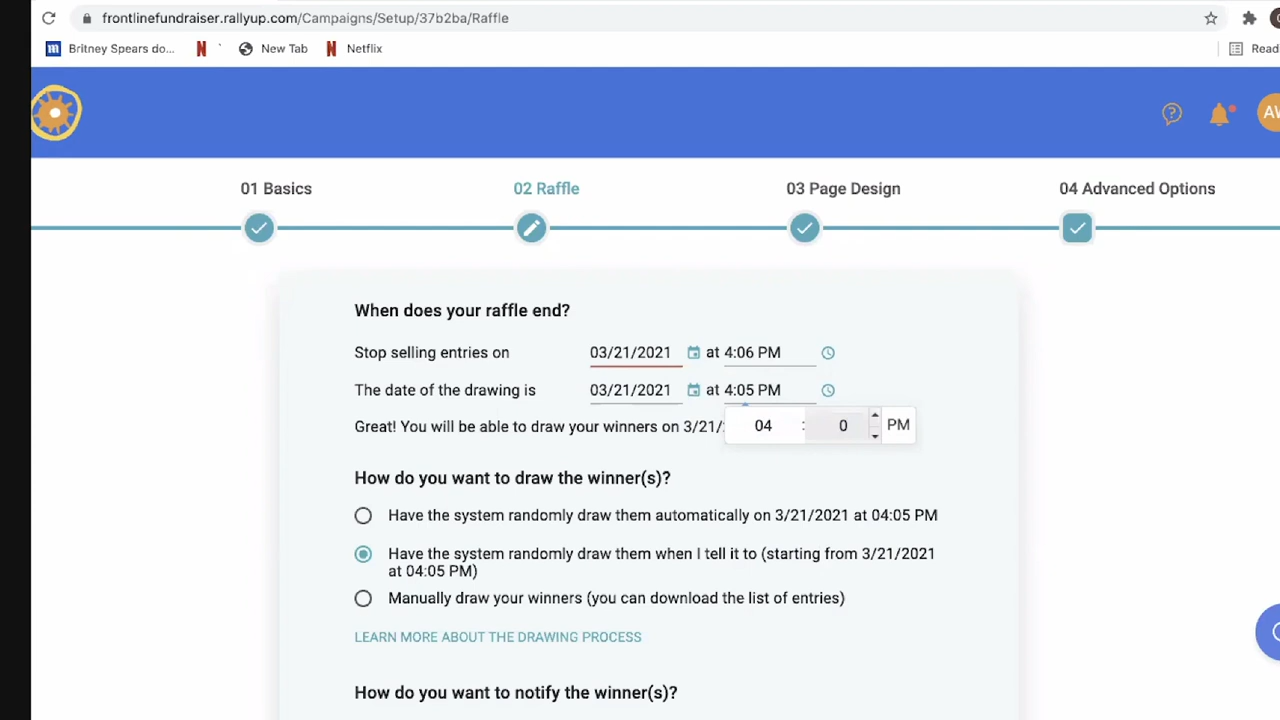 frontlinefundraiser.rallyup.com/Campaigns/Setup/37b2ba/Raffle
Britney Spears do... New Tab Netflix Read
AW
01 Basics 02 Raffle 03 Page Design 04 Advanced Options
When does your raffle end?
Stop selling entries on 03/21/2021 at 4:06 PM
The date of the drawing is 03/21/2021 at 4:05 PM
Great! You will be able to draw your winners on 3/21/
04 : 0 PM
How do you want to draw the winner(s)?
Have the system randomly draw them automatically on 3/21/2021 at 04:05 PM
Have the system randomly draw them when I tell it to (starting from 3/21/2021
at 04:05 PM)
Manually draw your winners (you can download the list of entries)
LEARN MORE ABOUT THE DRAWING PROCESS
How do you want to notify the winner(s)?